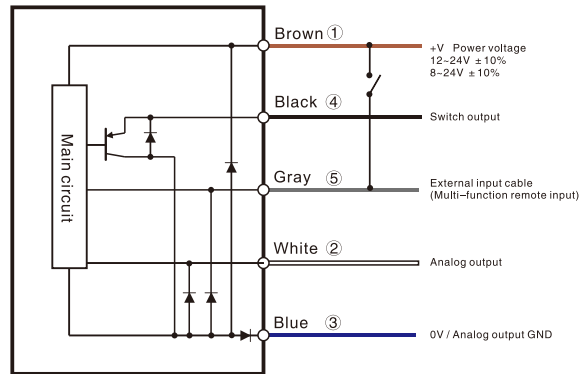 Brown ①
+V Power voltage
12~24V ±10%
8~24V ±10%
Black ④
Switch output
Main circuit
Gray ⑤
External input cable
(Multi–function remote input)
White ②
Analog output
Blue ③
0V / Analog output GND